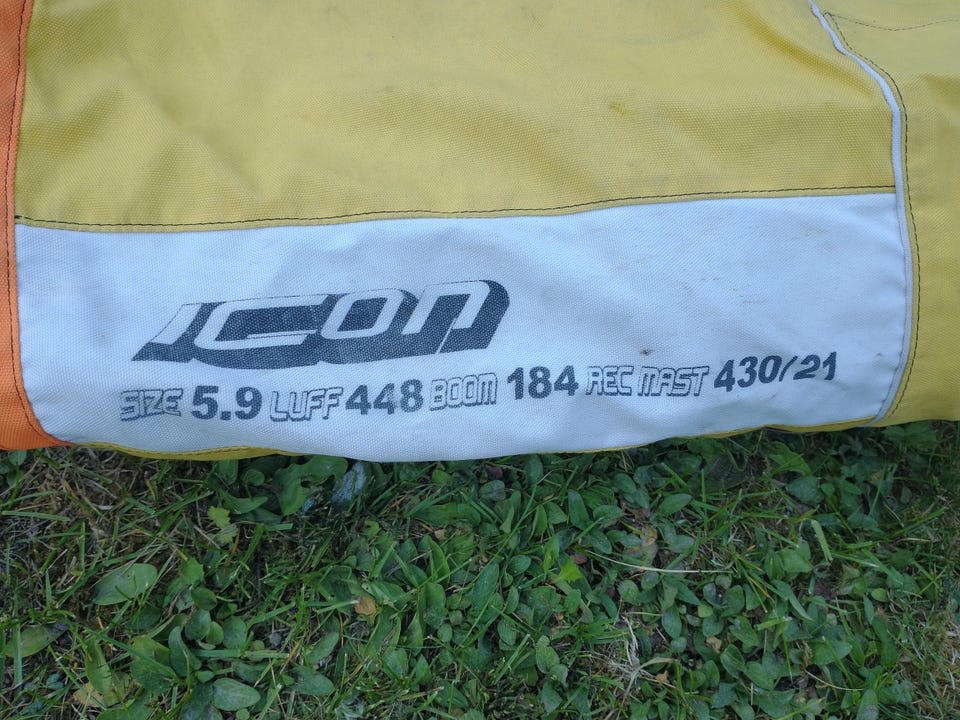 ICON
SIZE 5.9 LUFF 448 BOOM 184 REC MAST 430/21